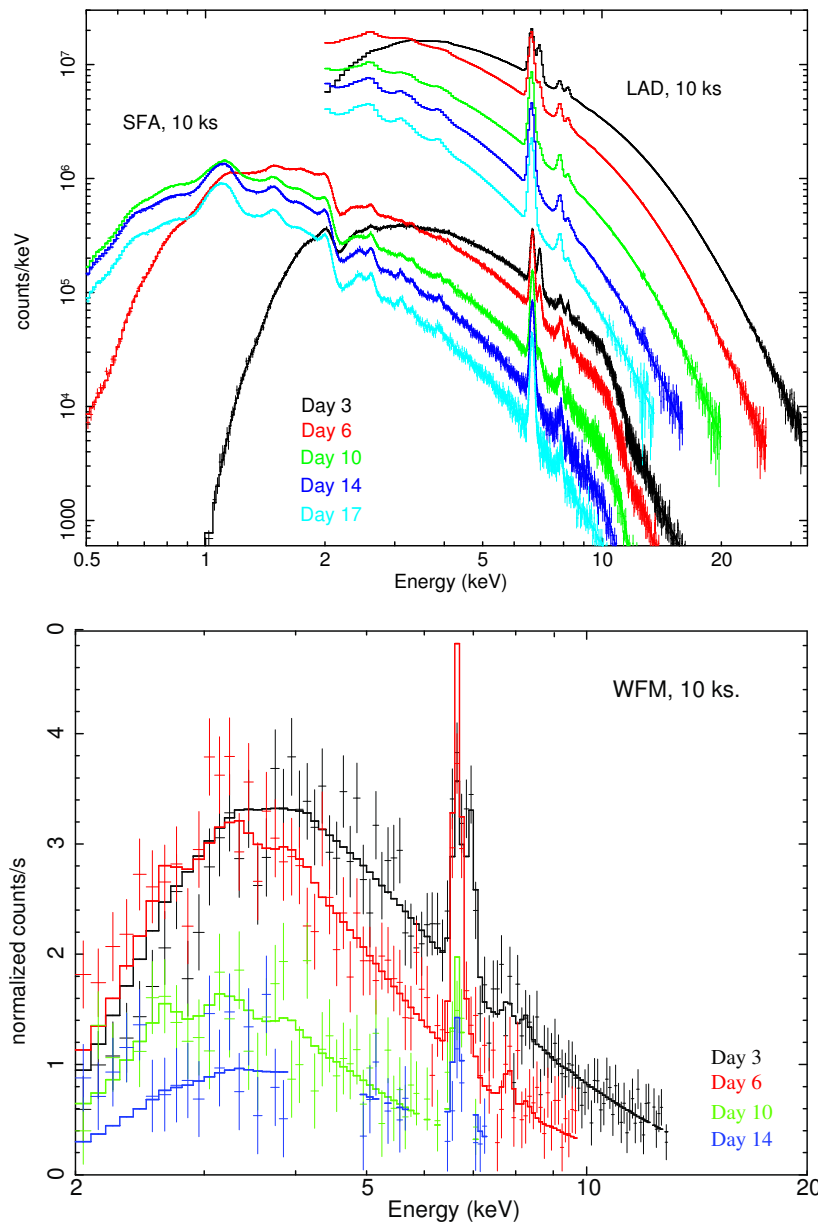 10⁷
10⁶
10⁵
10⁴
1000
counts/keV
SFA, 10 ks
LAD, 10 ks
Day 3
Day 6
Day 10
Day 14
Day 17
0.5 1 2 5 10 20
Energy (keV)
0
4
3
2
1
0
normalized counts/s
WFM, 10 ks.
Day 3
Day 6
Day 10
Day 14
2 5 10 20
Energy (keV)